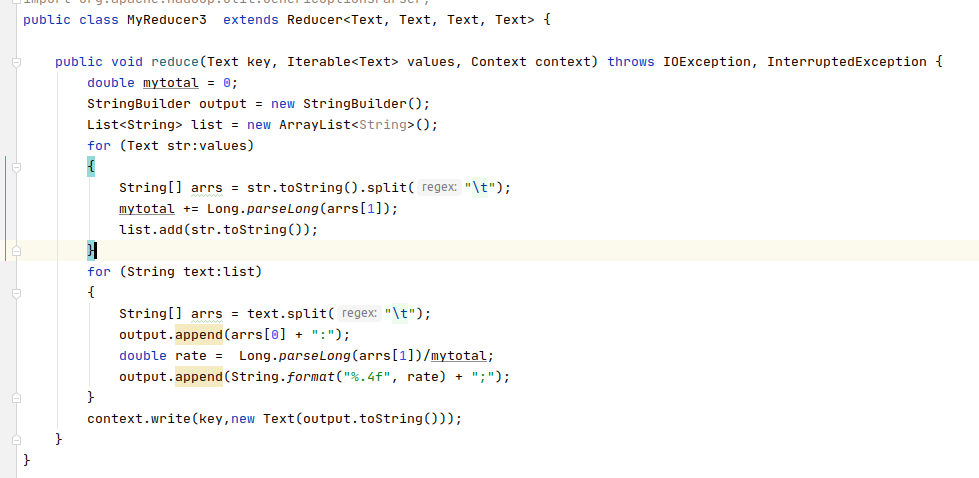 import org.apache.hadoop.util.GenericOptionsParser;
public class MyReducer3  extends Reducer<Text, Text, Text, Text> {
    public void reduce(Text key, Iterable<Text> values, Context context) throws IOException, InterruptedException {
        double mytotal = 0;
        StringBuilder output = new StringBuilder();
        List<String> list = new ArrayList<String>();
        for (Text str:values)
        {
            String[] arrs = str.toString().split( regex: "\t");
            mytotal += Long.parseLong(arrs[1]);
            list.add(str.toString());
        }
        for (String text:list)
        {
            String[] arrs = text.split( regex: "\t");
            output.append(arrs[0] + ":");
            double rate =  Long.parseLong(arrs[1])/mytotal;
            output.append(String.format("%.4f", rate) + ";");
        }
        context.write(key,new Text(output.toString()));
    }
}